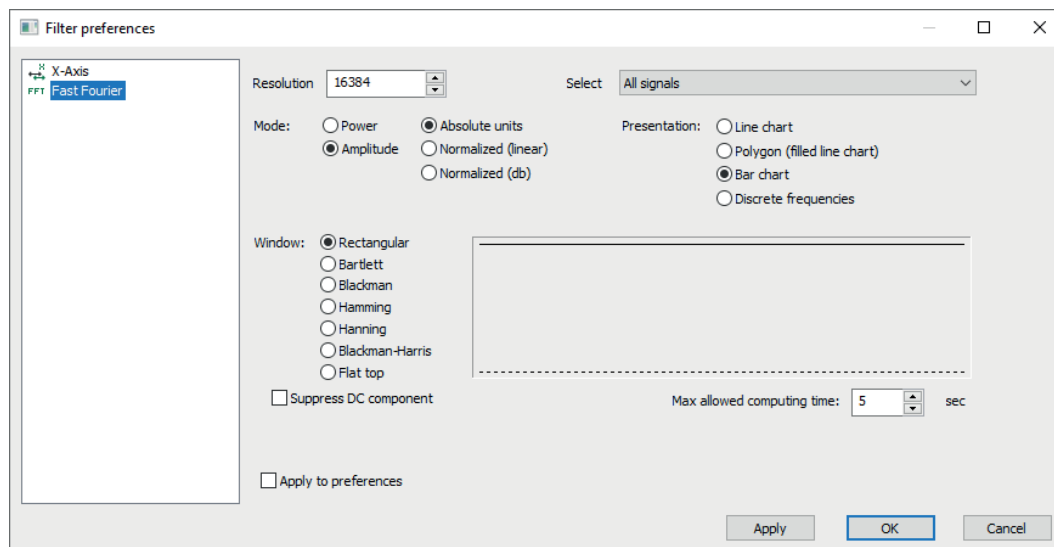 Filter preferences
X
X-Axis
FFT Fast Fourier
Resolution 16384 Select All signals
Mode: Power Absolute units Presentation: Line chart
Amplitude Normalized (linear) Polygon (filled line chart)
Normalized (db) Bar chart
Discrete frequencies
Window: Rectangular
Bartlett
Blackman
Hamming
Hanning
Blackman-Harris
Flat top
Suppress DC component Max allowed computing time: 5 sec
Apply to preferences
Apply OK Cancel